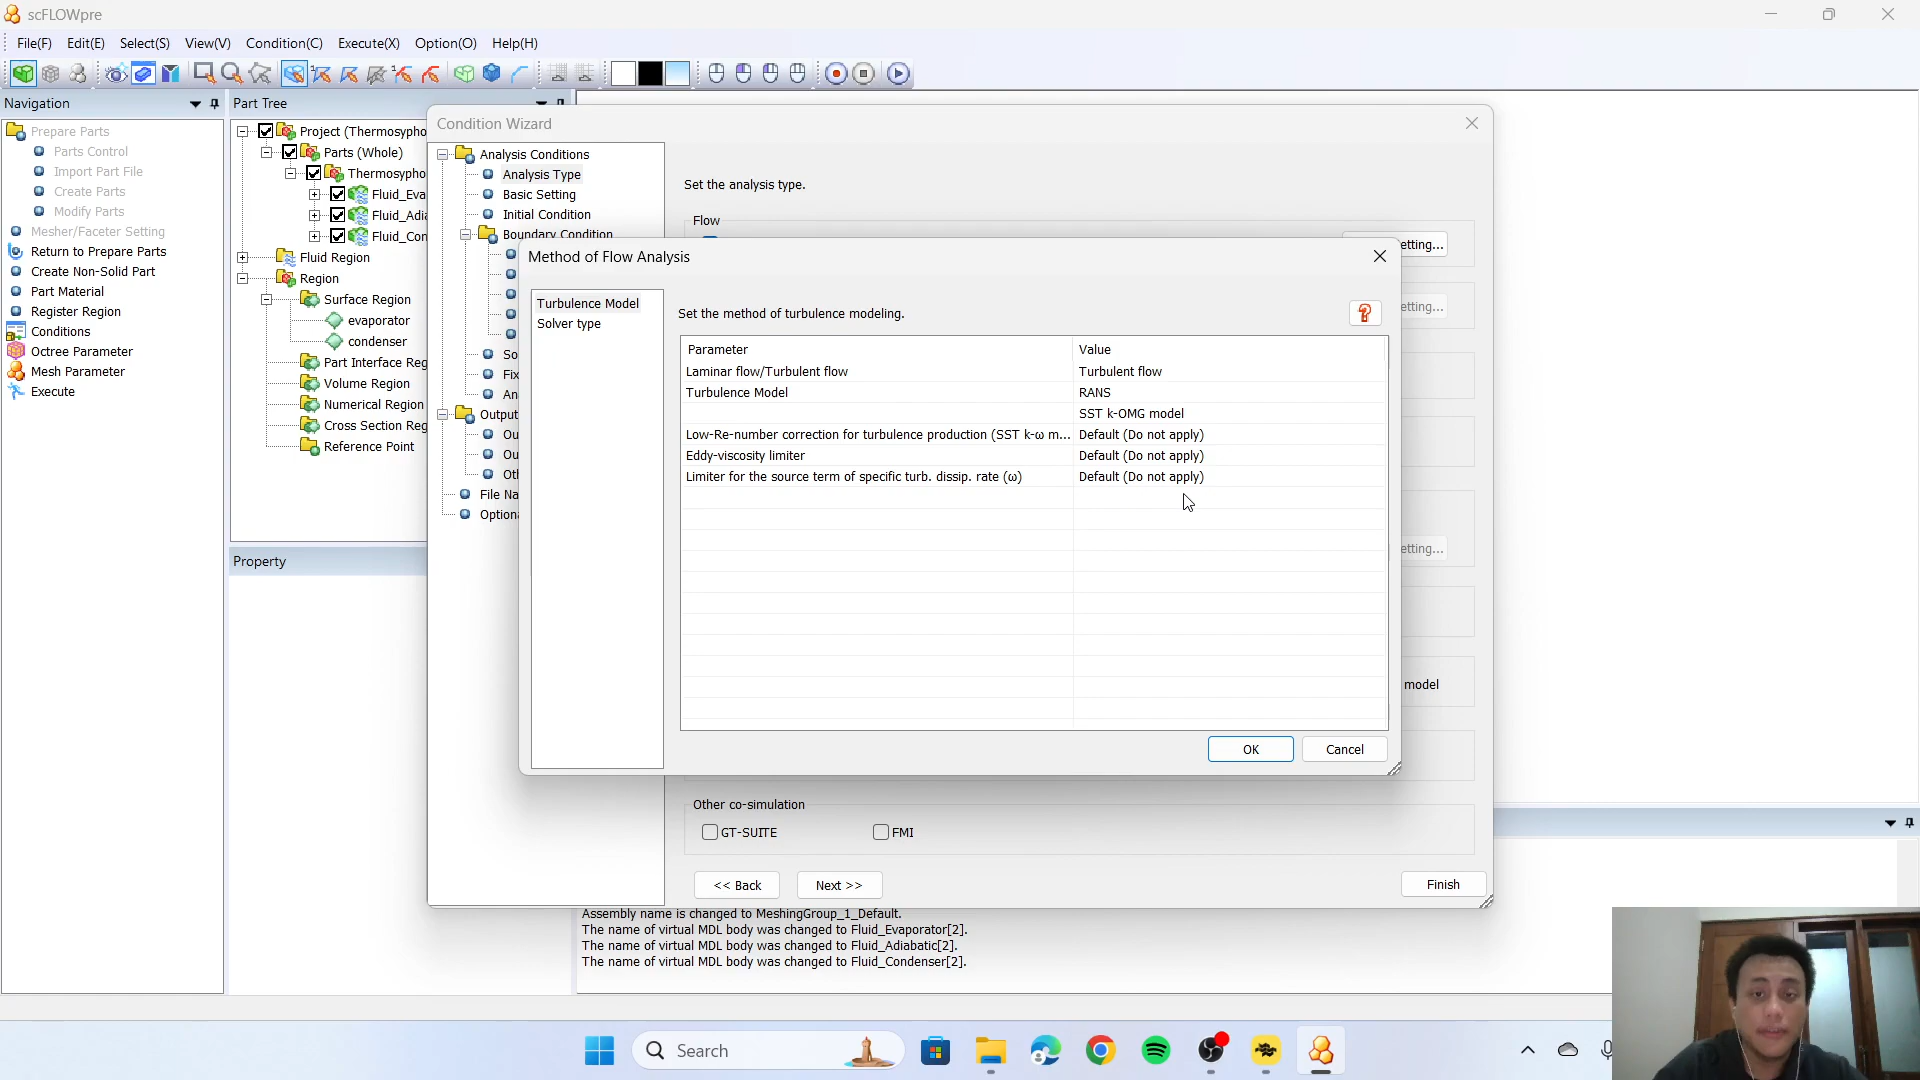 scFLOWpre
File(F) Edit(E) Select(S) View(V) Condition(C) Execute(X) Option(O) Help(H)
Navigation
Prepare Parts
Parts Control
Import Part File
Create Parts
Modify Parts
Mesher/Faceter Setting
Return to Prepare Parts
Create Non-Solid Part
Part Material
Register Region
Conditions
Octree Parameter
Mesh Parameter
Execute
Part Tree
Project (Thermosypho
Parts (Whole)
Thermosypho
Fluid_Eva
Fluid_Adia
Fluid_Con
Fluid Region
Region
Surface Region
evaporator
condenser
Part Interface Reg
Volume Region
Numerical Region
Cross Section Reg
Reference Point
Property
Condition Wizard
Analysis Conditions
Analysis Type
Basic Setting
Initial Condition
Boundary Condition
So
Fix
An
Output
Ou
Ou
Oth
File Na
Optiona
Set the analysis type.
Flow
etting...
etting...
etting...
model
Method of Flow Analysis
Turbulence Model
Solver type
Set the method of turbulence modeling.
Parameter Value
Laminar flow/Turbulent flow Turbulent flow
Turbulence Model RANS
SST k-OMG model
Low-Re-number correction for turbulence production (SST k-ω m... Default (Do not apply)
Eddy-viscosity limiter Default (Do not apply)
Limiter for the source term of specific turb. dissip. rate (ω) Default (Do not apply)
OK Cancel
Other co-simulation
GT-SUITE FMI
<< Back Next >> Finish
Assembly name is changed to MeshingGroup_1_Default.
The name of virtual MDL body was changed to Fluid_Evaporator[2].
The name of virtual MDL body was changed to Fluid_Adiabatic[2].
The name of virtual MDL body was changed to Fluid_Condenser[2].
Search